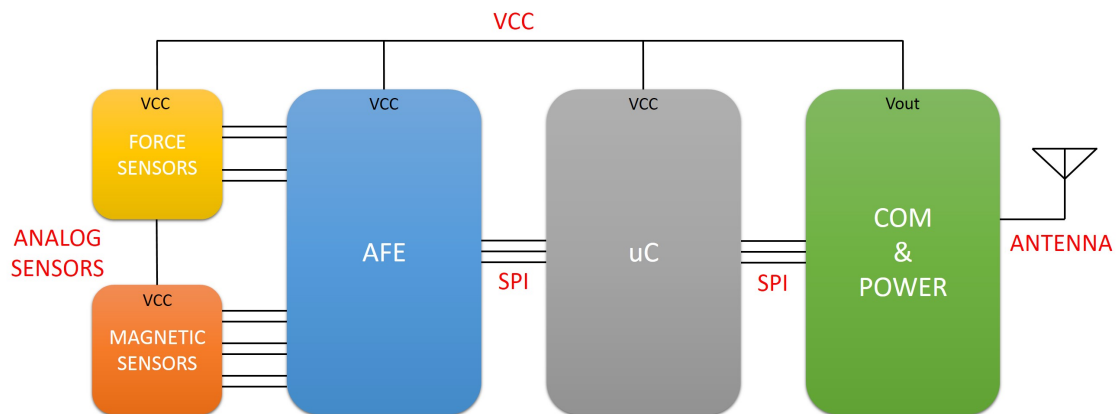 VCC
VCC
VCC
VCC
Vout
FORCE
SENSORS
ANALOG
SENSORS
VCC
MAGNETIC
SENSORS
AFE
SPI
uC
SPI
COM
&
POWER
ANTENNA